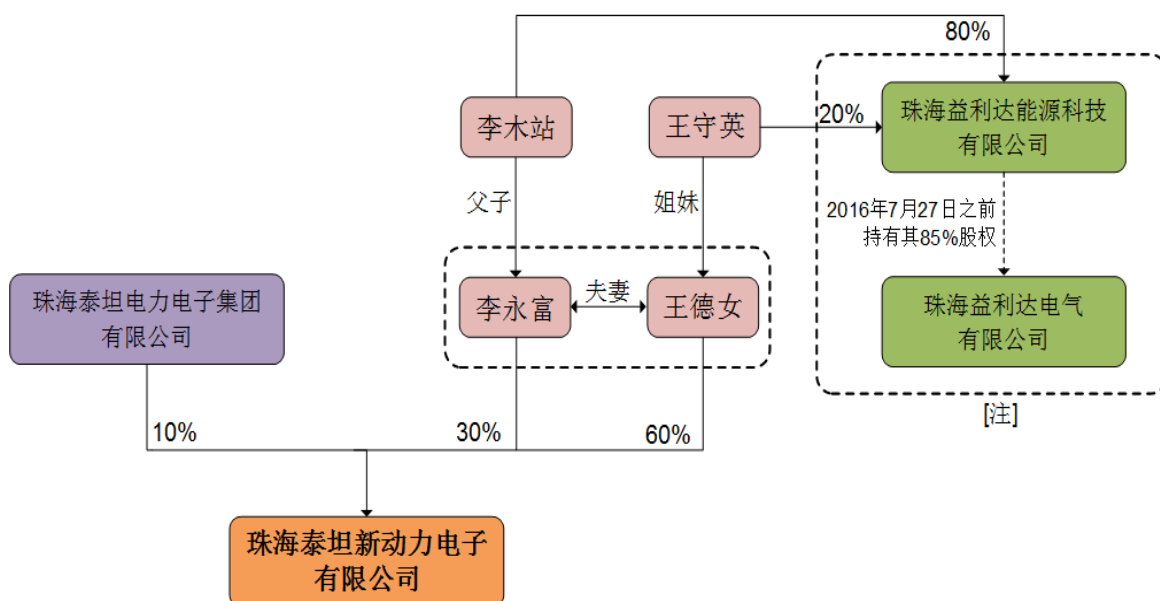 80%
李木站
王守英
20%
珠海益利达能源科技
有限公司
父子
姐妹
2016年7月27日之前
持有其85%股权
珠海泰坦电力电子集团
有限公司
李永富
夫妻
王德女
珠海益利达电气
有限公司
[注]
10%
30%
60%
珠海泰坦新动力电子
有限公司